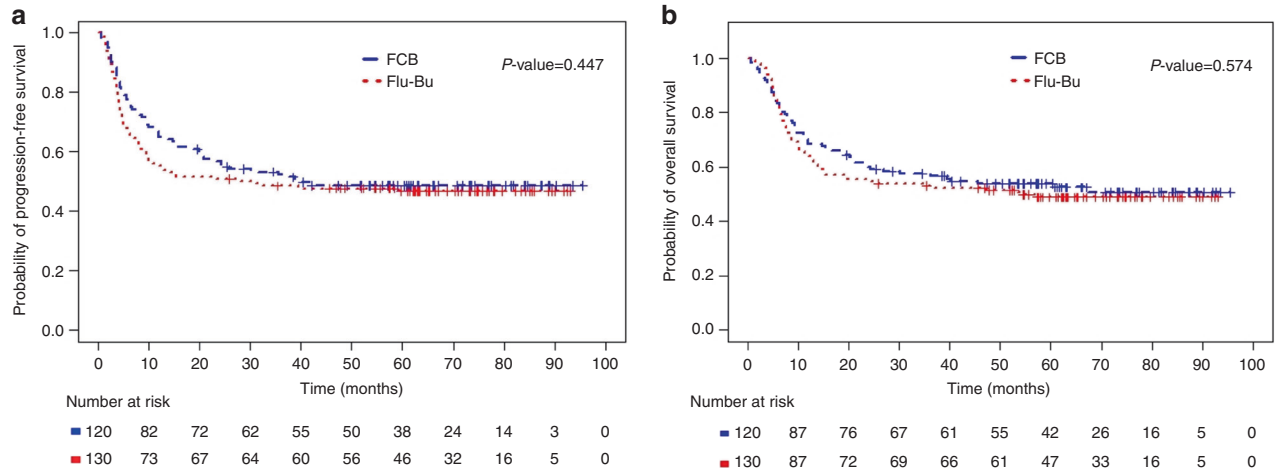 a
Probability of progression-free survival
1.0
0.8
0.6
0.4
0.2
0.0
FCB
Flu-Bu
P-value=0.447
0 10 20 30 40 50 60 70 80 90 100
Time (months)
Number at risk
120 82 72 62 55 50 38 24 14 3 0
130 73 67 64 60 56 46 32 16 5 0
b
Probability of overall survival
1.0
0.8
0.6
0.4
0.2
0.0
FCB
Flu-Bu
P-value=0.574
0 10 20 30 40 50 60 70 80 90 100
Time (months)
Number at risk
120 87 76 67 61 55 42 26 16 5 0
130 87 72 69 66 61 47 33 16 5 0